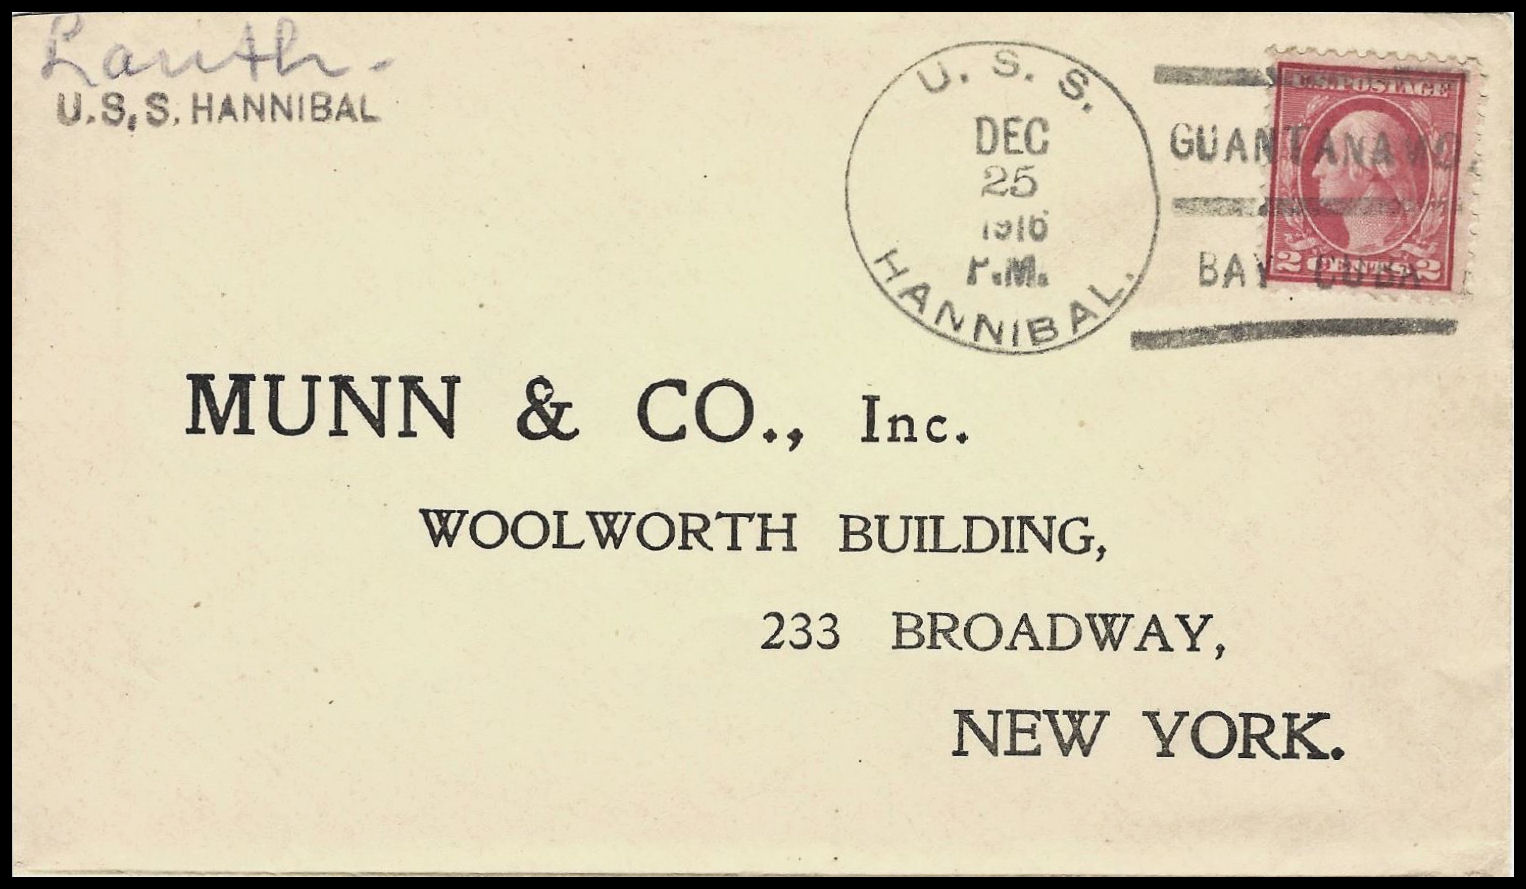 U.S.S. HANNIBAL
U. S. S.
DEC
25
1916
P.M.
HANNIBAL.
GUANTANAMO,
BAY CUBA
U.S. POSTAGE
2 CENTS 2
MUNN & CO., Inc.
WOOLWORTH BUILDING,
233 BROADWAY,
NEW YORK.